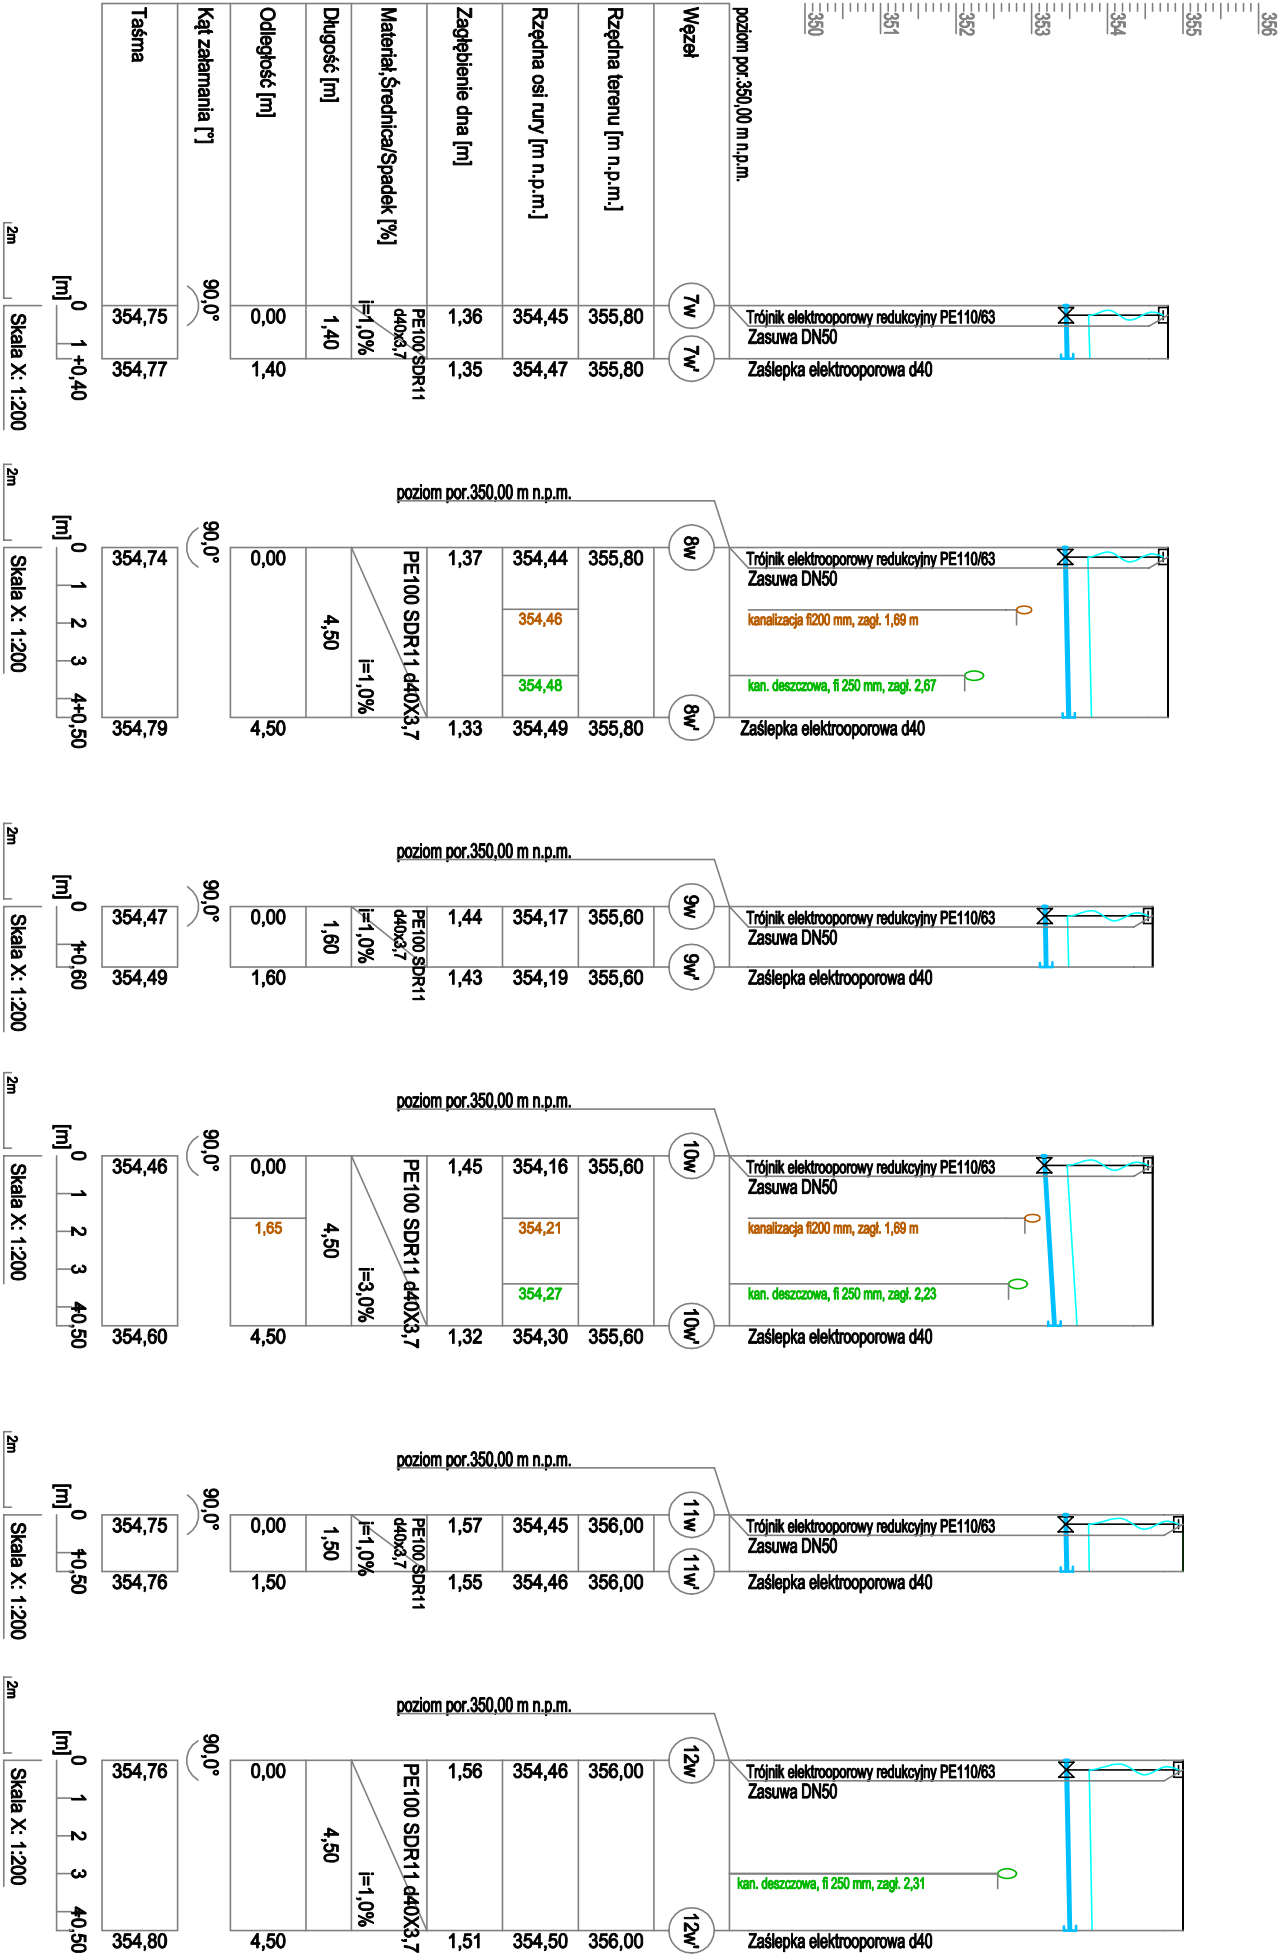 356
355
354
353
352
351
350
poziom por.350,00 m n.p.m.
Węzeł
Rzędna terenu [m n.p.m.]
Rzędna osi rury [m n.p.m.]
Zagłębienie dna [m]
Materiał,Średnica/Spadek [%]
Długość [m]
Odległość [m]
Kąt załamania [°]
Taśma
Trójnik elektrooporowy redukcyjny PE110/63
Zasuwa DN50
Zaślepka elektrooporowa d40
7w 7w'
355,80 355,80
354,45 354,47
1,36 1,35
PE100 SDR11
d40x3,7
i=1,0%
1,40
0,00 1,40
90,0°
354,75 354,77
[m] 0 1 +0,40
2m
Skala X: 1:200
Trójnik elektrooporowy redukcyjny PE110/63
Zasuwa DN50
kanalizacja fi200 mm, zagł. 1,69 m
kan. deszczowa, fi 250 mm, zagł. 2,67
Zaślepka elektrooporowa d40
poziom por.350,00 m n.p.m.
8w 8w'
355,80 355,80
354,44 354,46 354,48 354,49
1,37 1,33
PE100 SDR11 d40X3,7
i=1,0%
4,50
0,00 4,50
90,0°
354,74 354,79
[m] 0 1 2 3 4+0,50
2m
Skala X: 1:200
Trójnik elektrooporowy redukcyjny PE110/63
Zasuwa DN50
Zaślepka elektrooporowa d40
poziom por.350,00 m n.p.m.
9w 9w'
355,60 355,60
354,17 354,19
1,44 1,43
PE100 SDR11
d40x3,7
i=1,0%
1,60
0,00 1,60
90,0°
354,47 354,49
[m] 0 1+0,60
2m
Skala X: 1:200
Trójnik elektrooporowy redukcyjny PE110/63
Zasuwa DN50
kanalizacja fi200 mm, zagł. 1,69 m
kan. deszczowa, fi 250 mm, zagł. 2,23
Zaślepka elektrooporowa d40
poziom por.350,00 m n.p.m.
10w 10w'
355,60 355,60
354,16 354,21 354,27 354,30
1,45 1,32
PE100 SDR11 d40X3,7
i=3,0%
4,50
0,00 1,65 4,50
90,0°
354,46 354,60
[m] 0 1 2 3 4+0,50
2m
Skala X: 1:200
Trójnik elektrooporowy redukcyjny PE110/63
Zasuwa DN50
Zaślepka elektrooporowa d40
poziom por.350,00 m n.p.m.
11w 11w'
356,00 356,00
354,45 354,46
1,57 1,55
PE100 SDR11
d40x3,7
i=1,0%
1,50
0,00 1,50
90,0°
354,75 354,76
[m] 0 1+0,50
2m
Skala X: 1:200
Trójnik elektrooporowy redukcyjny PE110/63
Zasuwa DN50
kan. deszczowa, fi 250 mm, zagł. 2,31
Zaślepka elektrooporowa d40
poziom por.350,00 m n.p.m.
12w 12w'
356,00 356,00
354,46 354,50
1,56 1,51
PE100 SDR11 d40X3,7
i=1,0%
4,50
0,00 4,50
90,0°
354,76 354,80
[m] 0 1 2 3 4+0,50
2m
Skala X: 1:200